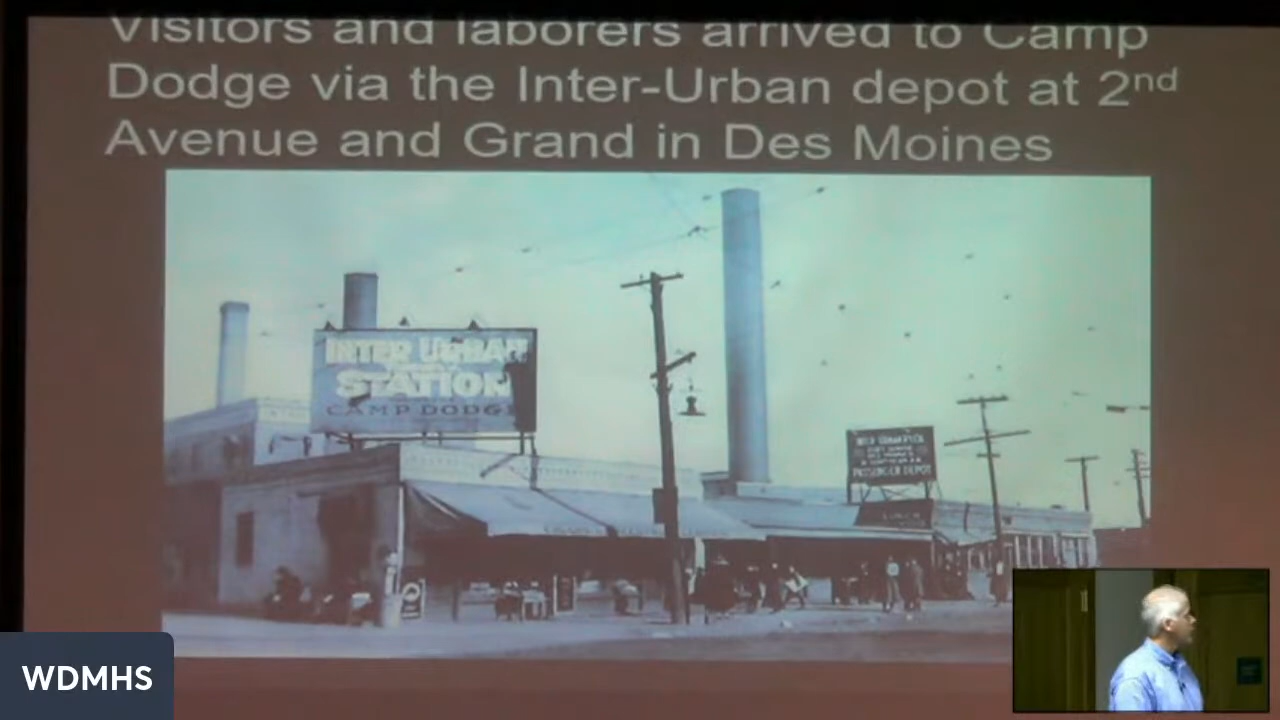 Visitors and laborers arrived to Camp
Dodge via the Inter-Urban depot at 2nd
Avenue and Grand in Des Moines
INTER URBAN
STATION
CAMP DODGE
PASSENGER DEPOT
LUNCH
WDMHS